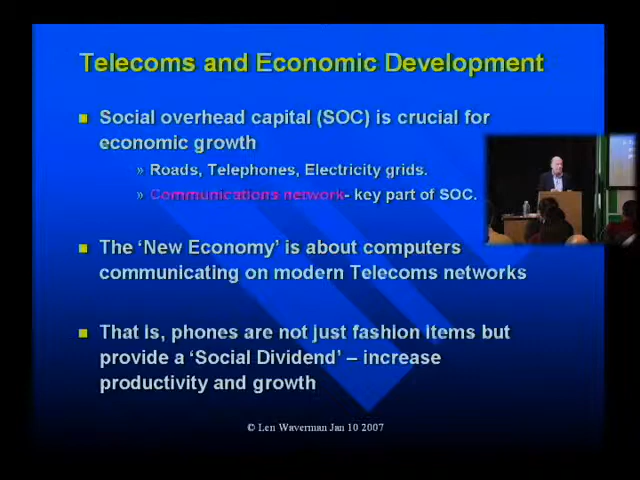 Telecoms and Economic Development
Social overhead capital (SOC) is crucial for
economic growth
» Roads, Telephones, Electricity grids.
» Communications network- key part of SOC.
The ‘New Economy’ is about computers
communicating on modern Telecoms networks
That is, phones are not just fashion items but
provide a ‘Social Dividend’ – increase
productivity and growth
© Len Waverman Jan 10 2007